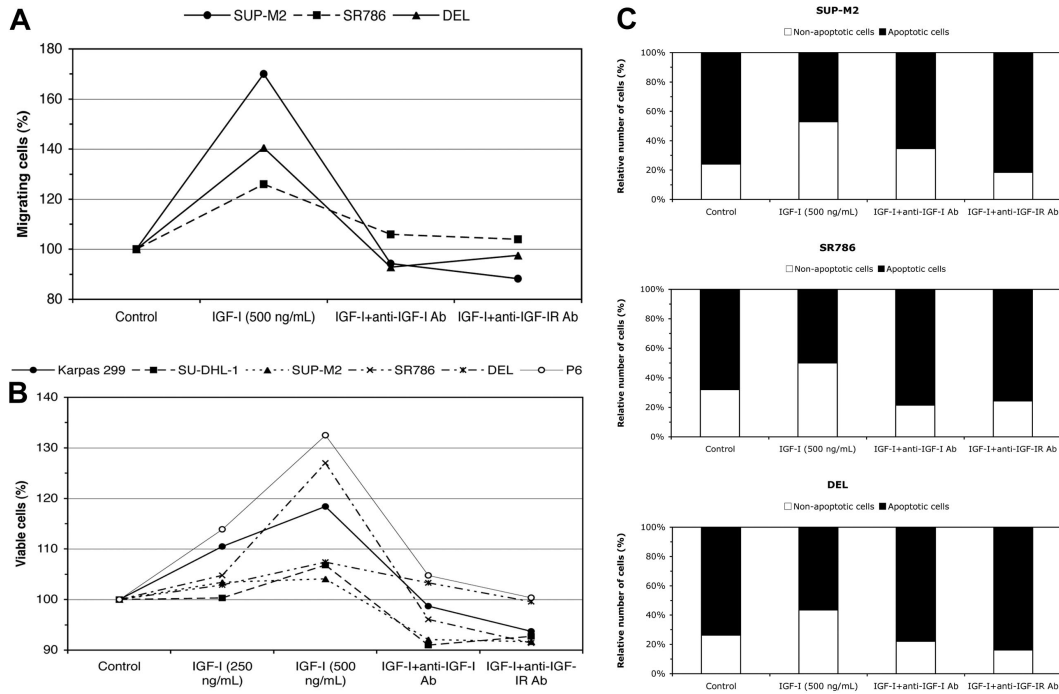 A
SUP-M2 SR786 DEL
Migrating cells (%)
180
160
140
120
100
80
Control IGF-I (500 ng/mL) IGF-I+anti-IGF-I Ab IGF-I+anti-IGF-IR Ab
B
Karpas 299 SU-DHL-1 SUP-M2 SR786 DEL P6
Viable cells (%)
140
130
120
110
100
90
Control IGF-I (250 ng/mL) IGF-I (500 ng/mL) IGF-I+anti-IGF-I Ab IGF-I+anti-IGF-IR Ab
C
SUP-M2
Non-apoptotic cells Apoptotic cells
Relative number of cells (%)
100%
80%
60%
40%
20%
0%
Control IGF-I (500 ng/mL) IGF-I+anti-IGF-I Ab IGF-I+anti-IGF-IR Ab
SR786
Non-apoptotic cells Apoptotic cells
Relative number of cells (%)
100%
80%
60%
40%
20%
0%
Control IGF-I (500 ng/mL) IGF-I+anti-IGF-I Ab IGF-I+anti-IGF-IR Ab
DEL
Non-apoptotic cells Apoptotic cells
Relative number of cells (%)
100%
80%
60%
40%
20%
0%
Control IGF-I (500 ng/mL) IGF-I+anti-IGF-I Ab IGF-I+anti-IGF-IR Ab